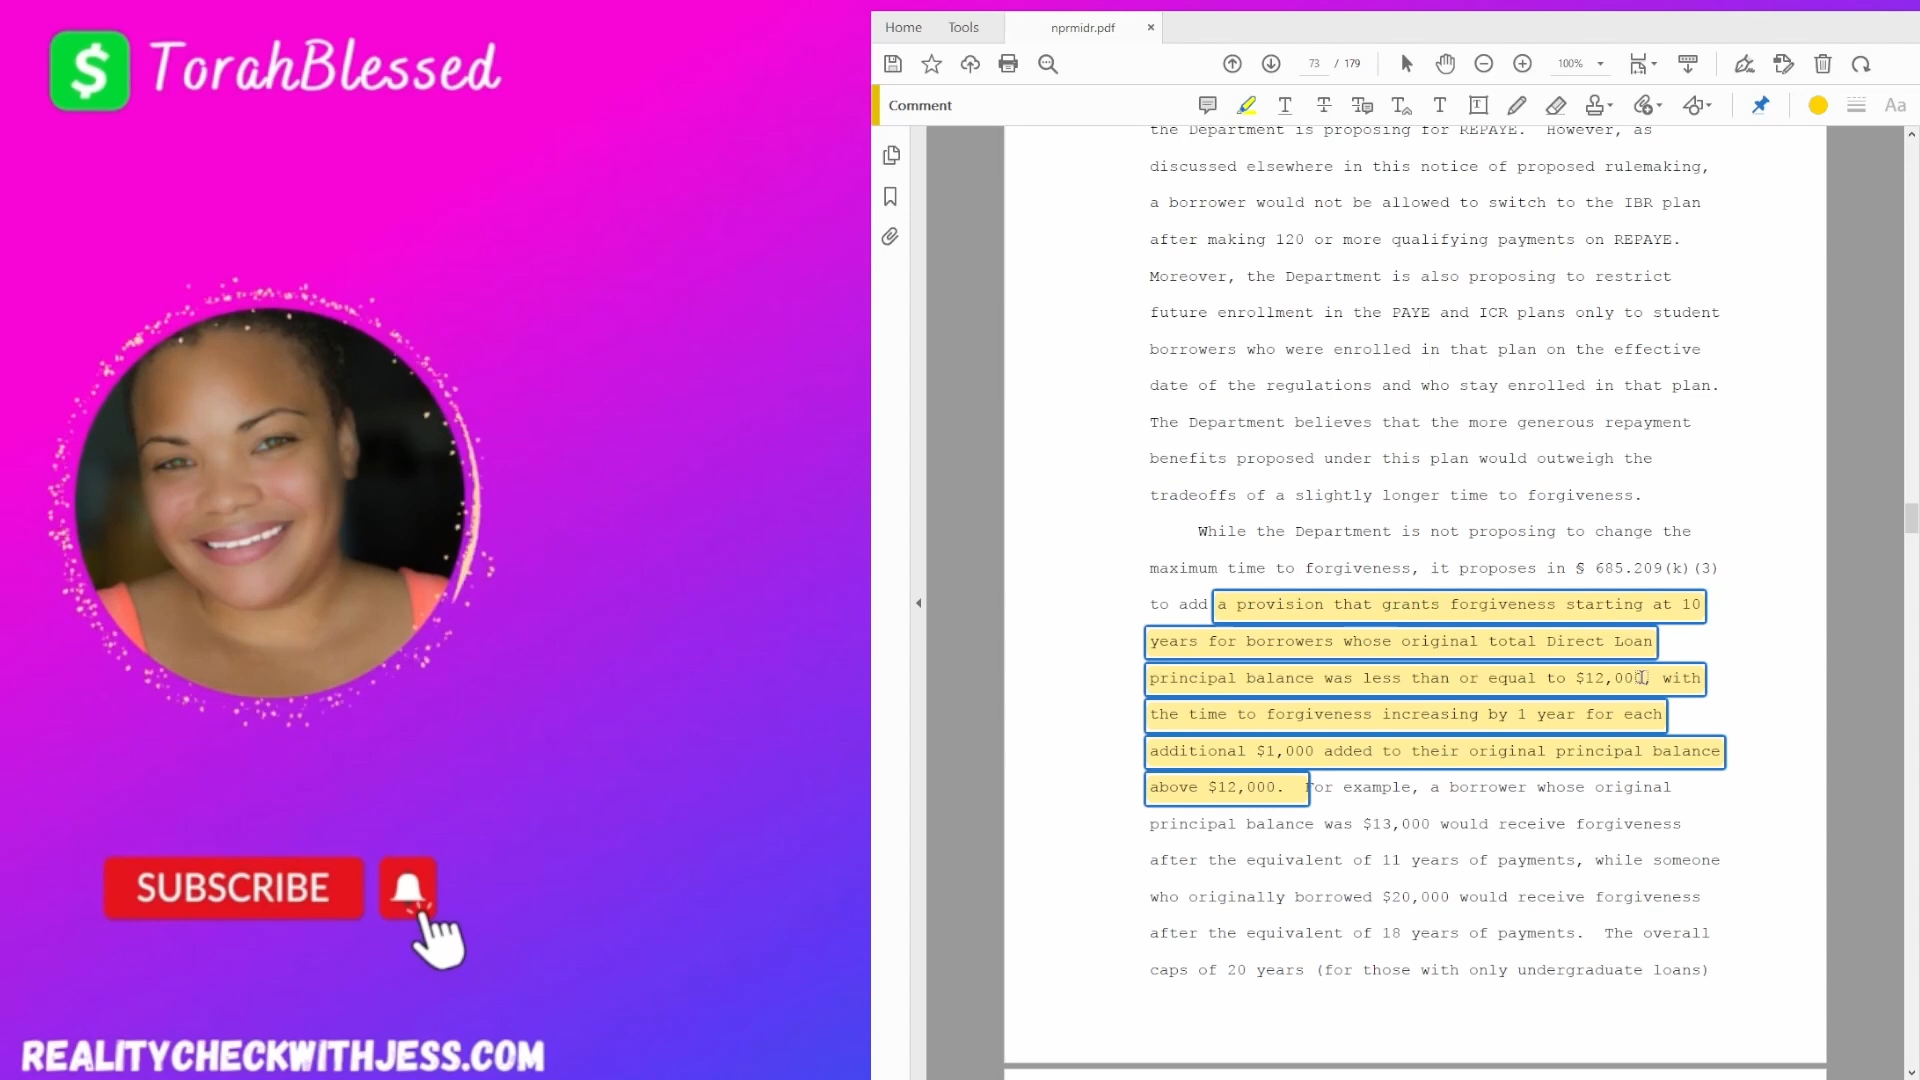 $ TorahBlessed
SUBSCRIBE
REALITYCHECKWITHJESS.COM
Home Tools nprmidr.pdf ×
73 / 179 100%
Comment
T T T T T Aa
the Department is proposing for REPAYE. However, as
discussed elsewhere in this notice of proposed rulemaking,
a borrower would not be allowed to switch to the IBR plan
after making 120 or more qualifying payments on REPAYE.
Moreover, the Department is also proposing to restrict
future enrollment in the PAYE and ICR plans only to student
borrowers who were enrolled in that plan on the effective
date of the regulations and who stay enrolled in that plan.
The Department believes that the more generous repayment
benefits proposed under this plan would outweigh the
tradeoffs of a slightly longer time to forgiveness.
While the Department is not proposing to change the
maximum time to forgiveness, it proposes in § 685.209(k)(3)
to add a provision that grants forgiveness starting at 10
years for borrowers whose original total Direct Loan
principal balance was less than or equal to $12,000, with
the time to forgiveness increasing by 1 year for each
additional $1,000 added to their original principal balance
above $12,000. For example, a borrower whose original
principal balance was $13,000 would receive forgiveness
after the equivalent of 11 years of payments, while someone
who originally borrowed $20,000 would receive forgiveness
after the equivalent of 18 years of payments. The overall
caps of 20 years (for those with only undergraduate loans)